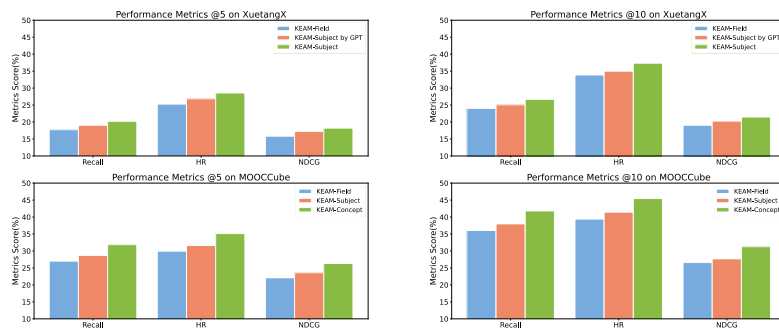 Performance Metrics @5 on XuetangX
Metrics Score(%)
50
45
40
35
30
25
20
15
10
KEAM-Field
KEAM-Subject by GPT
KEAM-Subject
Recall HR NDCG
Performance Metrics @10 on XuetangX
Metrics Score(%)
50
45
40
35
30
25
20
15
10
KEAM-Field
KEAM-Subject by GPT
KEAM-Subject
Recall HR NDCG
Performance Metrics @5 on MOOCCube
Metrics Score(%)
50
45
40
35
30
25
20
15
10
KEAM-Field
KEAM-Subject
KEAM-Concept
Recall HR NDCG
Performance Metrics @10 on MOOCCube
Metrics Score(%)
50
45
40
35
30
25
20
15
10
KEAM-Field
KEAM-Subject
KEAM-Concept
Recall HR NDCG